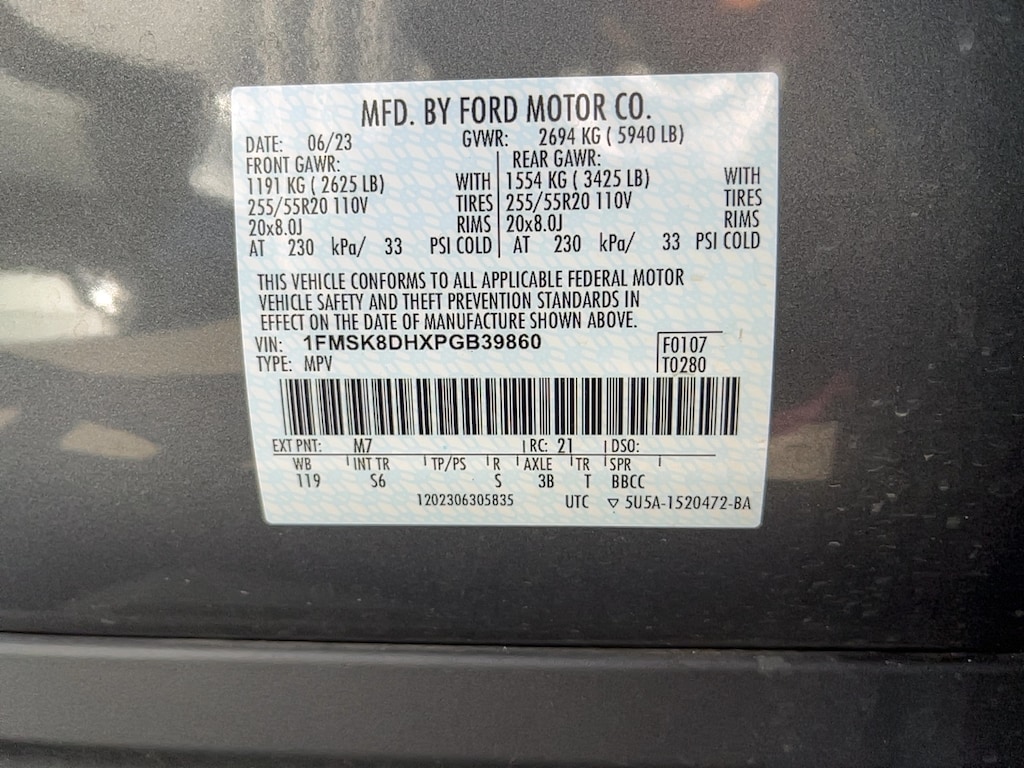 MFD. BY FORD MOTOR CO.
DATE: 06/23 GVWR: 2694 KG ( 5940 LB)
FRONT GAWR: REAR GAWR:
1191 KG ( 2625 LB) WITH 1554 KG ( 3425 LB) WITH
255/55R20 110V TIRES 255/55R20 110V TIRES
20x8.0J RIMS 20x8.0J RIMS
AT 230 kPa/ 33 PSI COLD AT 230 kPa/ 33 PSI COLD
THIS VEHICLE CONFORMS TO ALL APPLICABLE FEDERAL MOTOR
VEHICLE SAFETY AND THEFT PREVENTION STANDARDS IN
EFFECT ON THE DATE OF MANUFACTURE SHOWN ABOVE.
VIN: 1FMSK8DHXPGB39860 F0107
TYPE: MPV T0280
EXT PNT: M7 RC: 21 DSO:
WB INT TR TP/PS R AXLE TR SPR
119 S6 S 3B T BBCC
1202306305835 UTC ▽ 5U5A-1520472-BA